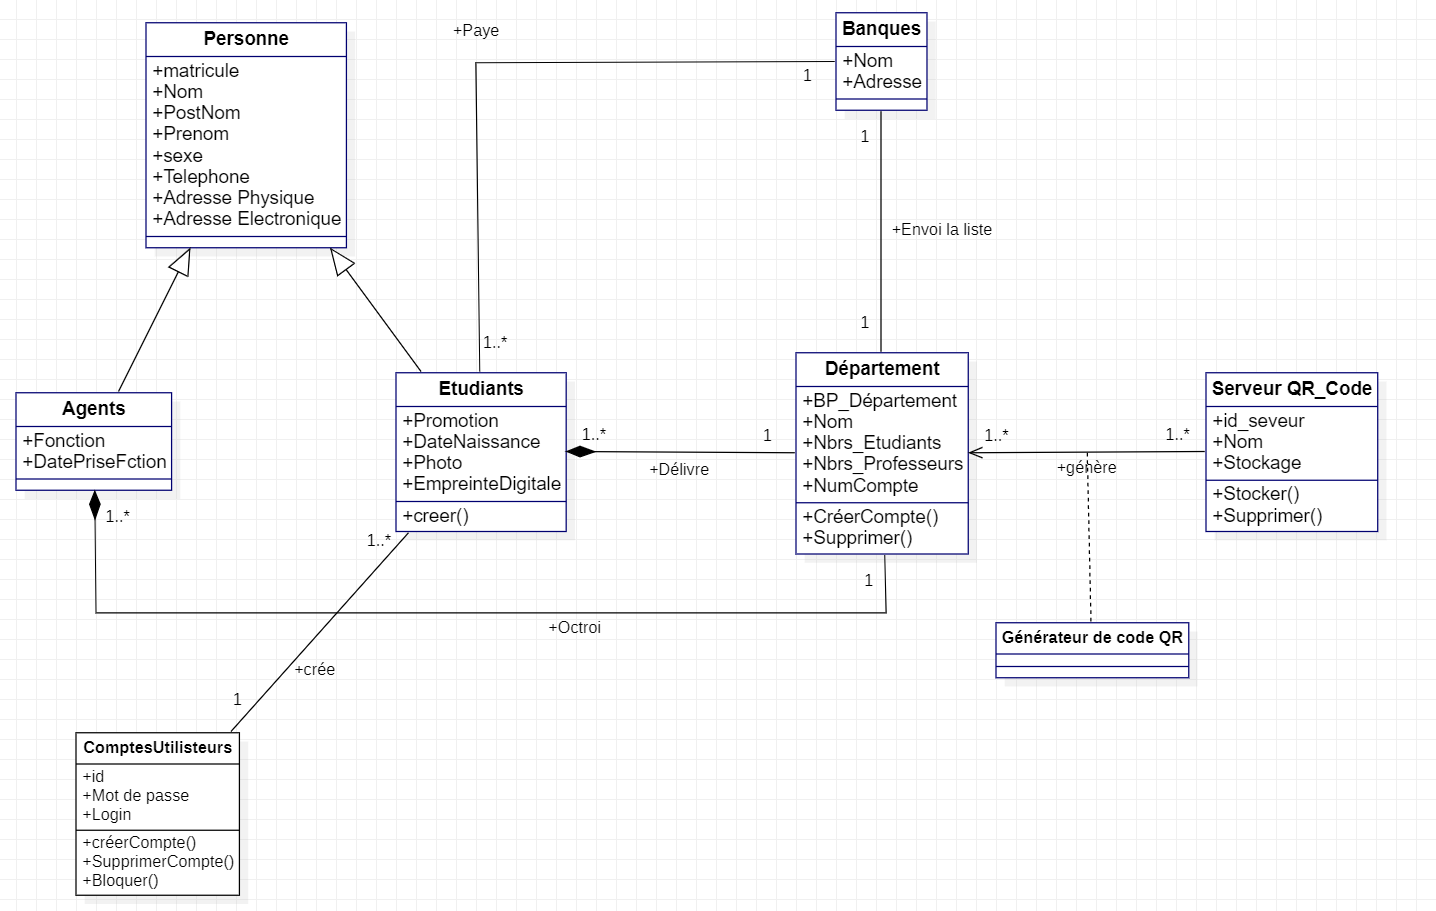 Personne
+matricule
+Nom
+PostNom
+Prenom
+sexe
+Telephone
+Adresse Physique
+Adresse Electronique
+Paye
1
1..*
Banques
+Nom
+Adresse
1
+Envoi la liste
1
Agents
+Fonction
+DatePriseFction
1..*
Etudiants
+Promotion
+DateNaissance
+Photo
+EmpreinteDigitale
+creer()
1..*
1
+Délivre
Département
+BP_Département
+Nom
+Nbrs_Etudiants
+Nbrs_Professeurs
+NumCompte
+CréerCompte()
+Supprimer()
1..*
1..*
+génère
Serveur QR_Code
+id_seveur
+Nom
+Stockage
+Stocker()
+Supprimer()
1..*
1
+Octroi
Générateur de code QR
+crée
1
ComptesUtilisteurs
+id
+Mot de passe
+Login
+créerCompte()
+SupprimerCompte()
+Bloquer()